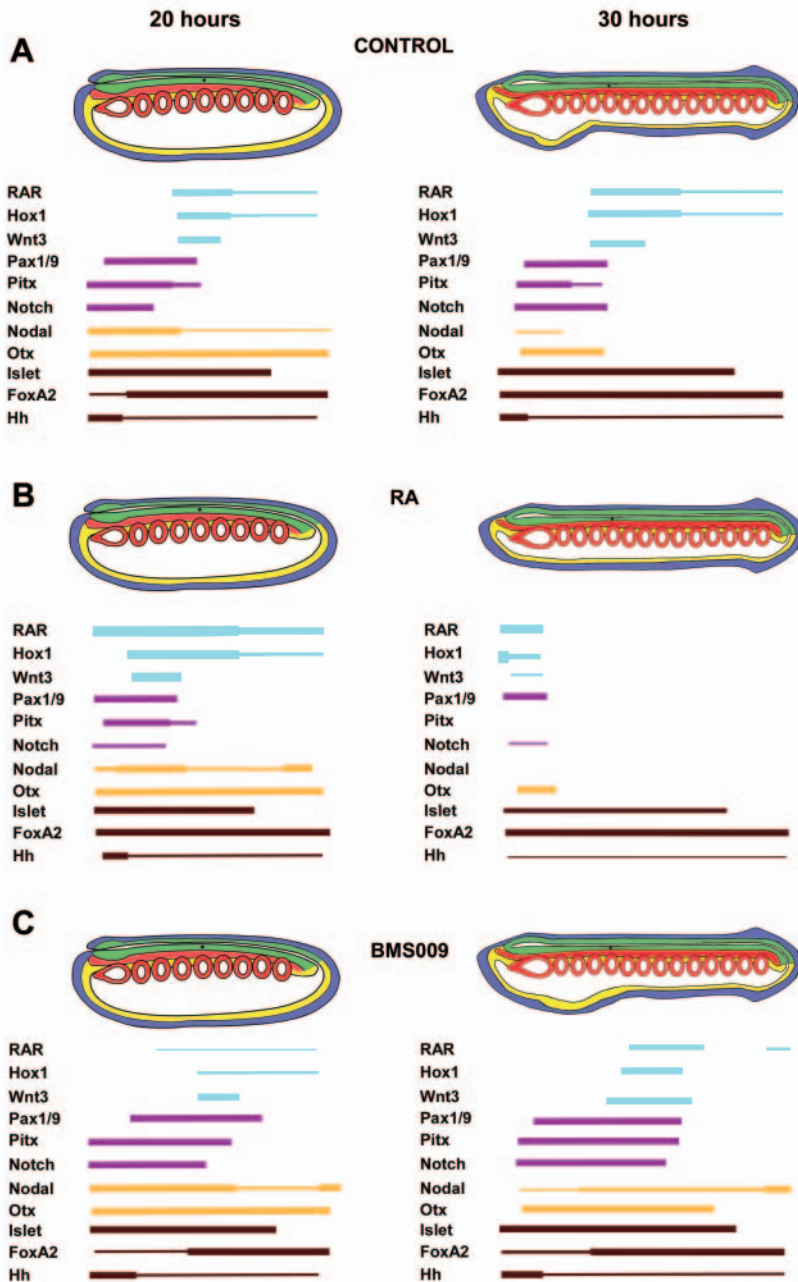 20 hours 30 hours
A CONTROL
RAR RAR
Hox1 Hox1
Wnt3 Wnt3
Pax1/9 Pax1/9
Pitx Pitx
Notch Notch
Nodal Nodal
Otx Otx
Islet Islet
FoxA2 FoxA2
Hh Hh
B RA
RAR RAR
Hox1 Hox1
Wnt3 Wnt3
Pax1/9 Pax1/9
Pitx Pitx
Notch Notch
Nodal Nodal
Otx Otx
Islet Islet
FoxA2 FoxA2
Hh Hh
C BMS009
RAR RAR
Hox1 Hox1
Wnt3 Wnt3
Pax1/9 Pax1/9
Pitx Pitx
Notch Notch
Nodal Nodal
Otx Otx
Islet Islet
FoxA2 FoxA2
Hh Hh